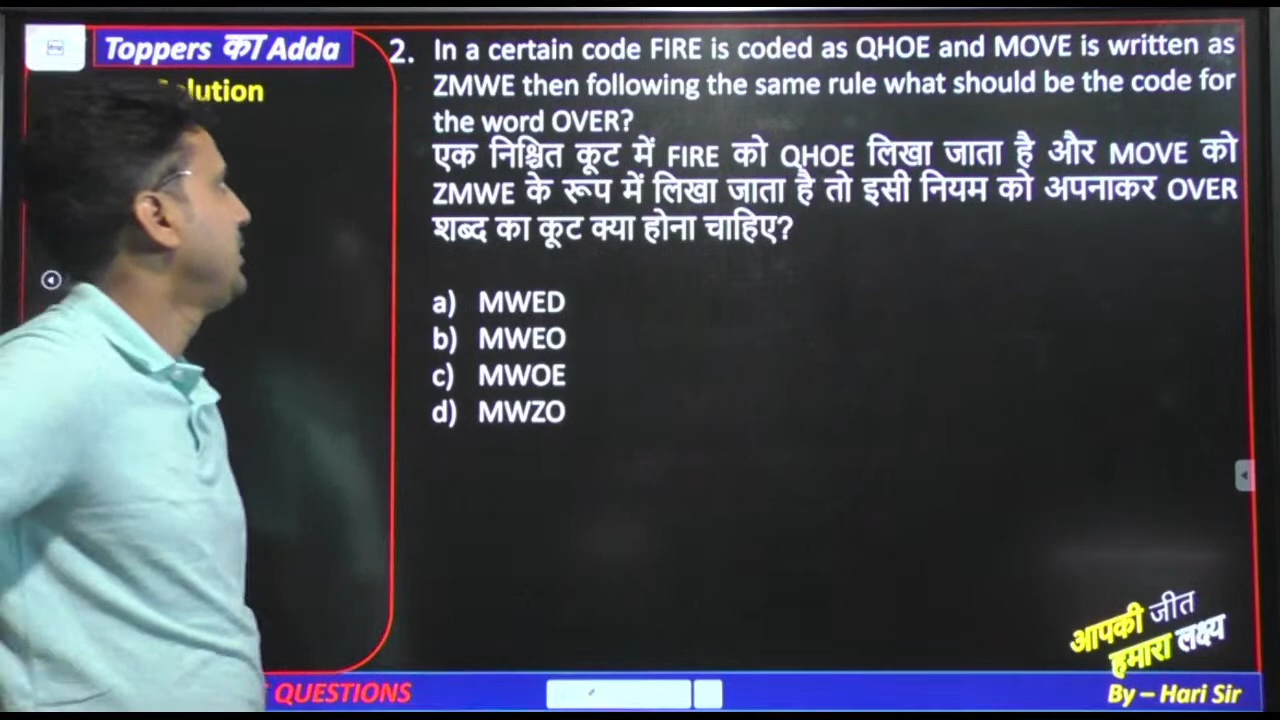 Toppers का Adda
lution
2. In a certain code FIRE is coded as QHOE and MOVE is written as
ZMWE then following the same rule what should be the code for
the word OVER?
एक निश्चित कूट में FIRE को QHOE लिखा जाता है और MOVE को
ZMWE के रूप में लिखा जाता है तो इसी नियम को अपनाकर OVER
शब्द का कूट क्या होना चाहिए?
a) MWED
b) MWEO
c) MWOE
d) MWZO
आपकी जीत
हमारा लक्ष्य
QUESTIONS
By – Hari Sir